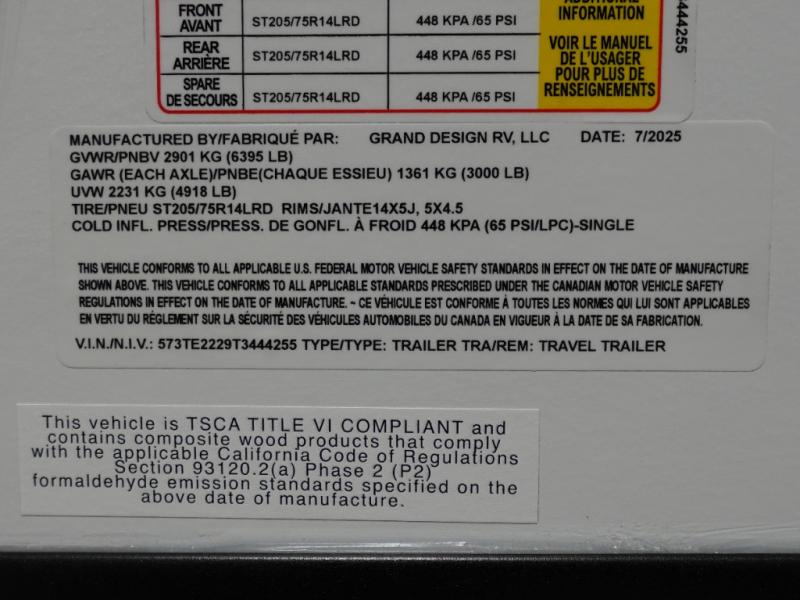 ADDITIONAL
INFORMATION
FRONT
AVANT
ST205/75R14LRD
448 KPA /65 PSI
REAR
ARRIÈRE
ST205/75R14LRD
448 KPA /65 PSI
VOIR LE MANUEL
DE L'USAGER
POUR PLUS DE
RENSEIGNEMENTS
SPARE
DE SECOURS
ST205/75R14LRD
448 KPA /65 PSI
444255
MANUFACTURED BY/FABRIQUÉ PAR: GRAND DESIGN RV, LLC DATE: 7/2025
GVWR/PNBV 2901 KG (6395 LB)
GAWR (EACH AXLE)/PNBE(CHAQUE ESSIEU) 1361 KG (3000 LB)
UVW 2231 KG (4918 LB)
TIRE/PNEU ST205/75R14LRD RIMS/JANTE14X5J, 5X4.5
COLD INFL. PRESS/PRESS. DE GONFL. À FROID 448 KPA (65 PSI/LPC)-SINGLE
THIS VEHICLE CONFORMS TO ALL APPLICABLE U.S. FEDERAL MOTOR VEHICLE SAFETY STANDARDS IN EFFECT ON THE DATE OF MANUFACTURE
SHOWN ABOVE. THIS VEHICLE CONFORMS TO ALL APPLICABLE STANDARDS PRESCRIBED UNDER THE CANADIAN MOTOR VEHICLE SAFETY
REGULATIONS IN EFFECT ON THE DATE OF MANUFACTURE. ~ CE VÉHICULE EST CONFORME À TOUTES LES NORMES QUI LUI SONT APPLICABLES
EN VERTU DU RÉGLEMENT SUR LA SÉCURITÉ DES VÉHICULES AUTOMOBILES DU CANADA EN VIGUEUR À LA DATE DE SA FABRICATION.
V.I.N./N.I.V.: 573TE2229T3444255 TYPE/TYPE: TRAILER TRA/REM: TRAVEL TRAILER
This vehicle is TSCA TITLE VI COMPLIANT and
contains composite wood products that comply
with the applicable California Code of Regulations
Section 93120.2(a) Phase 2 (P2)
formaldehyde emission standards specified on the
above date of manufacture.